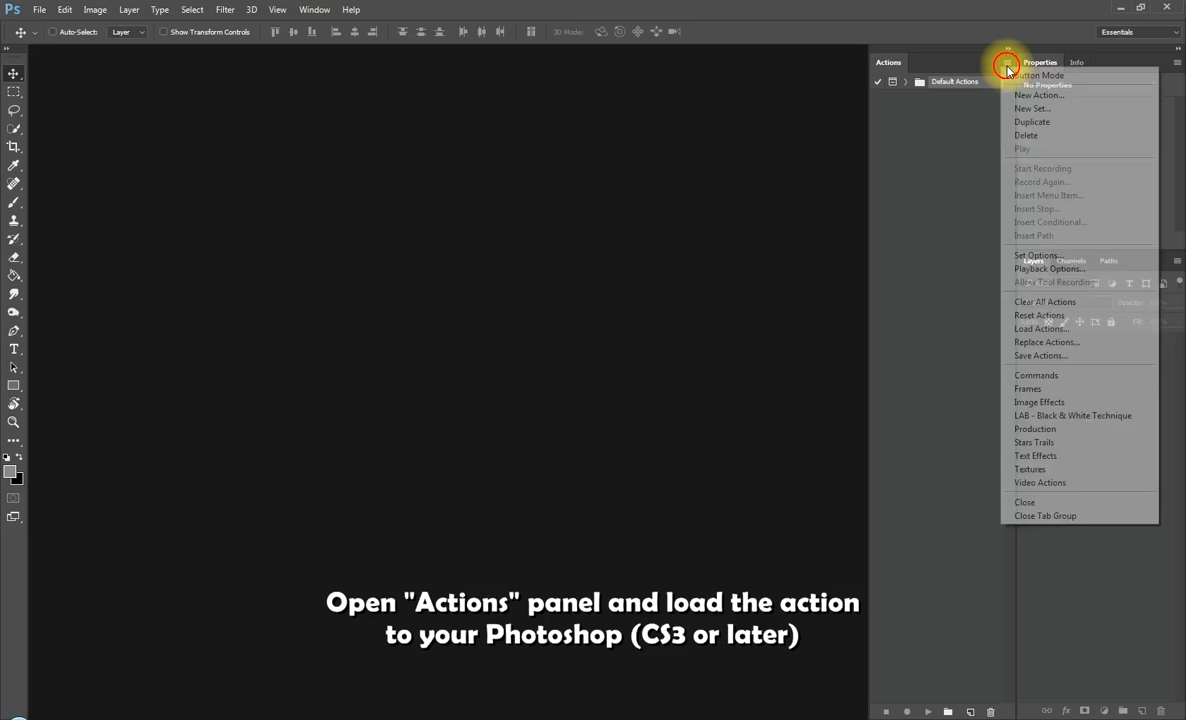 Ps File Edit Image Layer Type Select Filter 3D View Window Help
Auto-Select: Layer Show Transform Controls 3D Mode: Essentials
Actions Properties Info
Default Actions
Button Mode
No Properties
New Action...
New Set...
Duplicate
Delete
Play
Start Recording
Record Again...
Insert Menu Item...
Insert Stop...
Insert Conditional...
Insert Path
Set Options...
Layers Channels Paths
Playback Options...
Allow Tool Recording
Clear All Actions
Opacity:
Reset Actions
Fill:
Load Actions...
Replace Actions...
Save Actions...
Commands
Frames
Image Effects
LAB - Black & White Technique
Production
Stars Trails
Text Effects
Textures
Video Actions
Close
Close Tab Group
Open "Actions" panel and load the action
to your Photoshop (CS3 or later)